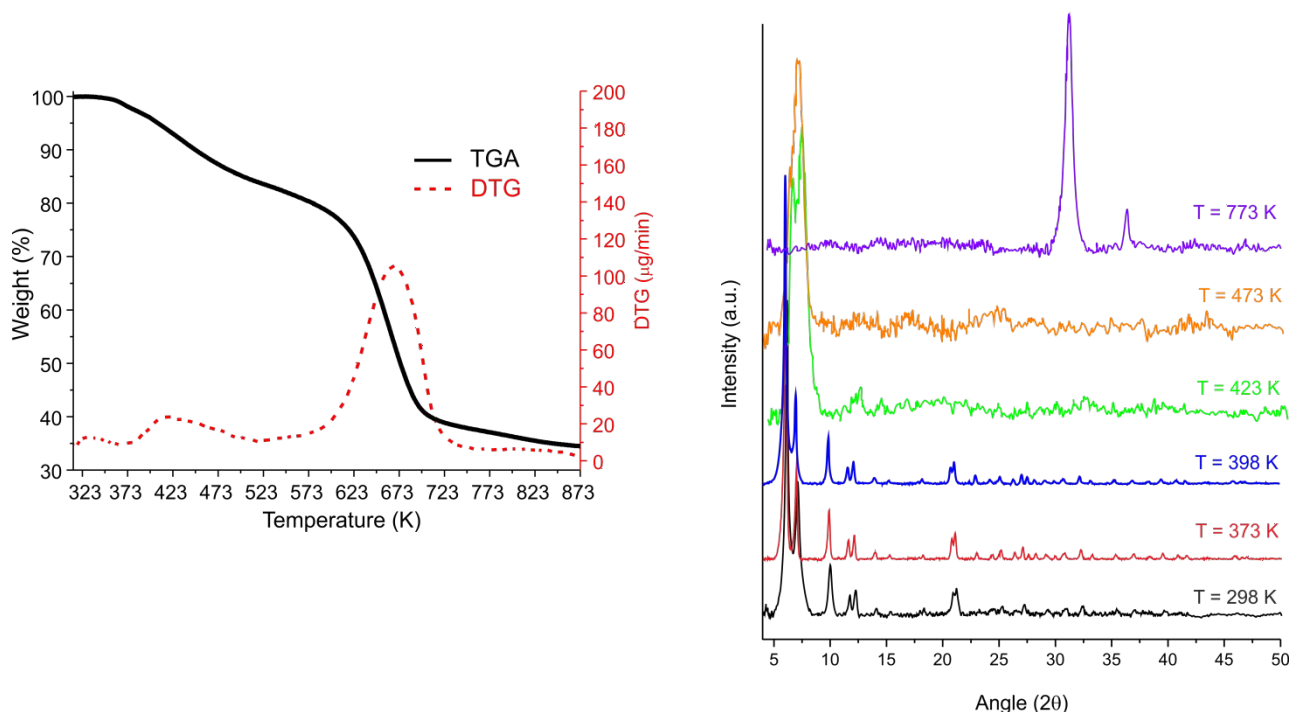 100
90
80
70
60
50
40
30
Weight (%)
323 373 423 473 523 573 623 673 723 773 823 873
Temperature (K)
TGA
DTG
200
180
160
140
120
100
80
60
40
20
0
DTG (μg/min)
Intensity (a.u.)
T = 773 K
T = 473 K
T = 423 K
T = 398 K
T = 373 K
T = 298 K
5 10 15 20 25 30 35 40 45 50
Angle (2θ)